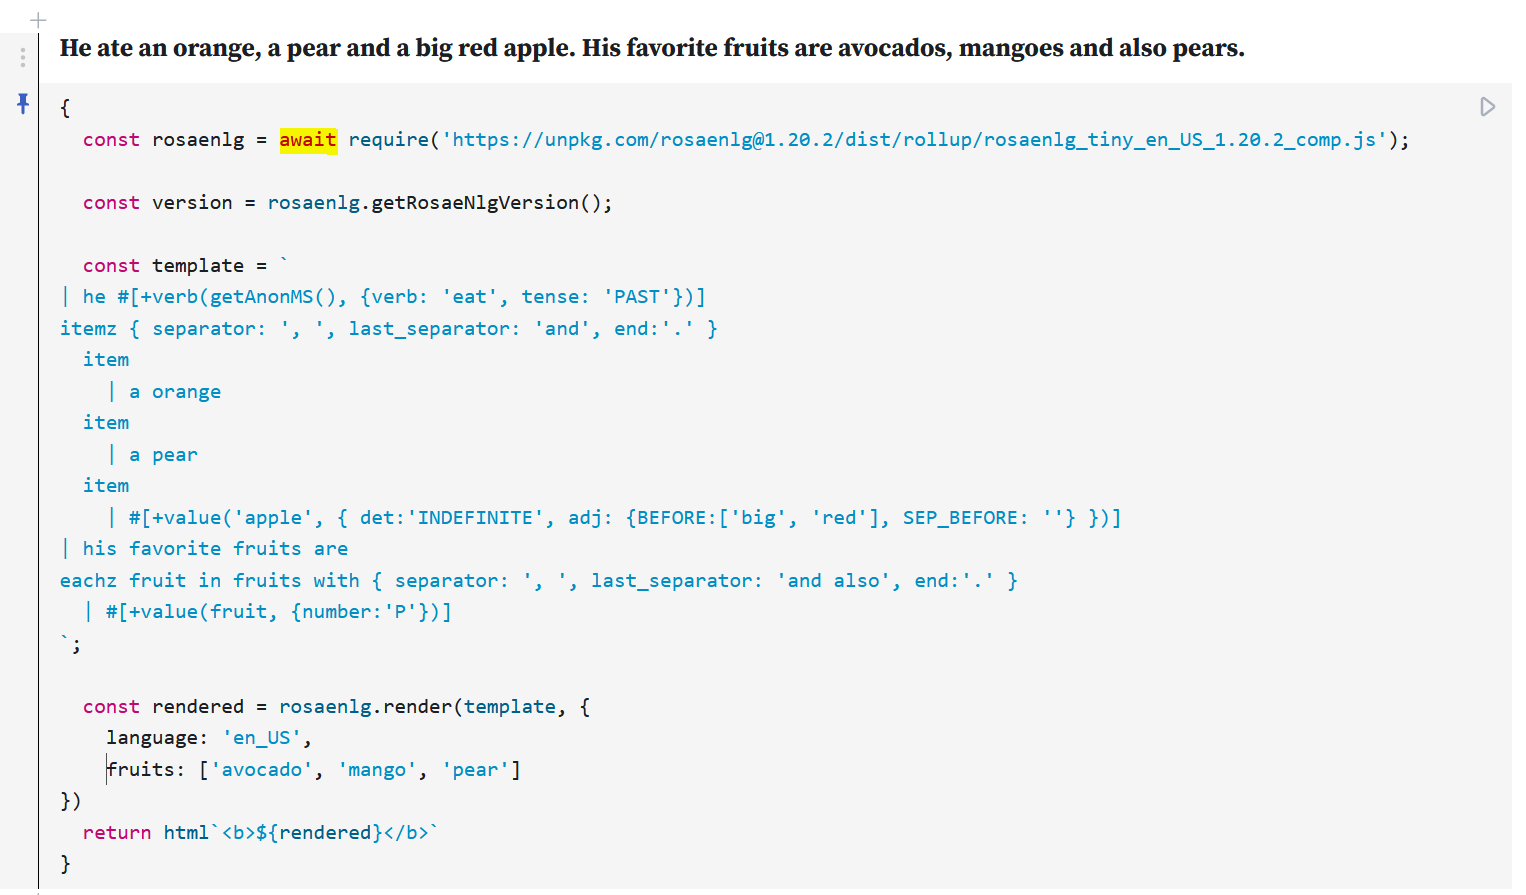 He ate an orange, a pear and a big red apple. His favorite fruits are avocados, mangoes and also pears.
{
  const rosaenlg = await require('https://unpkg.com/rosaenlg@1.20.2/dist/rollup/rosaenlg_tiny_en_US_1.20.2_comp.js');
  const version = rosaenlg.getRosaeNlgVersion();
  const template = `
| he #[+verb(getAnonMS(), {verb: 'eat', tense: 'PAST'})]
itemz { separator: ', ', last_separator: 'and', end:'.' }
  item
    | a orange
  item
    | a pear
  item
    | #[+value('apple', { det:'INDEFINITE', adj: {BEFORE:['big', 'red'], SEP_BEFORE: ''} })]
| his favorite fruits are
eachz fruit in fruits with { separator: ', ', last_separator: 'and also', end:'.' }
  | #[+value(fruit, {number:'P'})]
`;
  const rendered = rosaenlg.render(template, {
    language: 'en_US',
    fruits: ['avocado', 'mango', 'pear']
})
  return html`<b>${rendered}</b>`
}